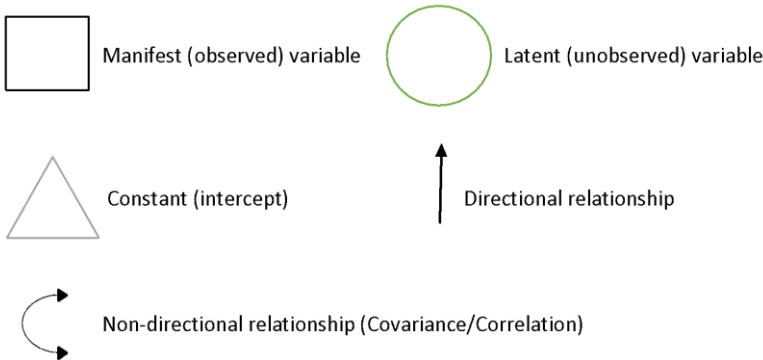 Manifest (observed) variable
Latent (unobserved) variable
Constant (intercept)
Directional relationship
Non-directional relationship (Covariance/Correlation)